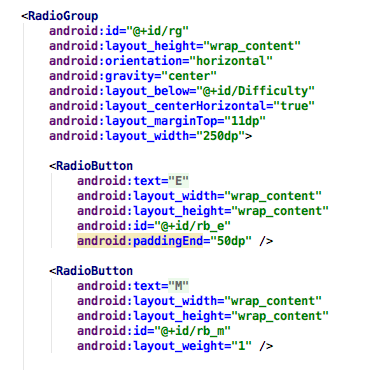 <RadioGroup
android:id="@+id/rg"
android:layout_height="wrap_content"
android:orientation="horizontal"
android:gravity="center"
android:layout_below="@+id/Difficulty"
android:layout_centerHorizontal="true"
android:layout_marginTop="11dp"
android:layout_width="250dp">
<RadioButton
android:text="E"
android:layout_width="wrap_content"
android:layout_height="wrap_content"
android:id="@+id/rb_e"
android:paddingEnd="50dp" />
<RadioButton
android:text="M"
android:layout_width="wrap_content"
android:layout_height="wrap_content"
android:id="@+id/rb_m"
android:layout_weight="1" />